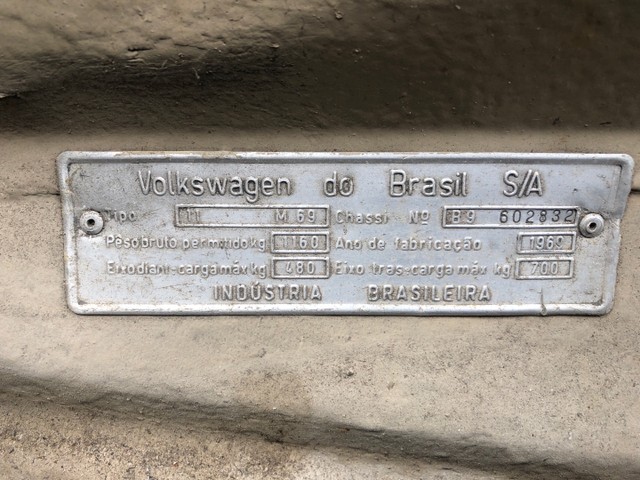 Volkswagen do Brasil S/A
Tipo 11 M 69 Chassi Nº B9 602832
Pêso bruto permitido kg 1160 Ano de fabricação 1969
Eixo diant-carga máx kg 480 Eixo tras-carga máx kg 700
INDÚSTRIA BRASILEIRA